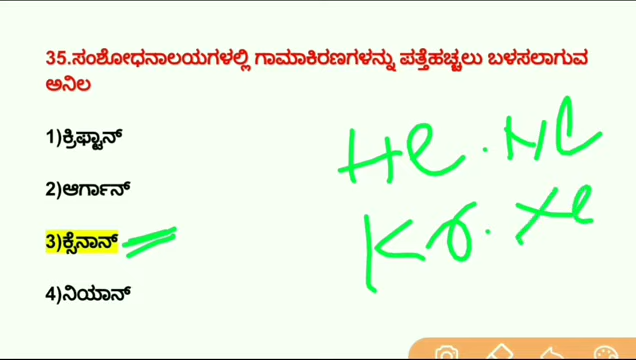 35.ಸಂಶೋಧನಾಲಯಗಳಲ್ಲಿ ಗಾಮಾಕಿರಣಗಳನ್ನು ಪತ್ತೆಹಚ್ಚಲು ಬಳಸಲಾಗುವ
ಅನಿಲ
1)ಕ್ರಿಫ್ಟಾನ್
He. Ne
2)ಆರ್ಗಾನ್
Kr. Xe
3)ಕ್ಸೆನಾನ್
4)ನಿಯಾನ್